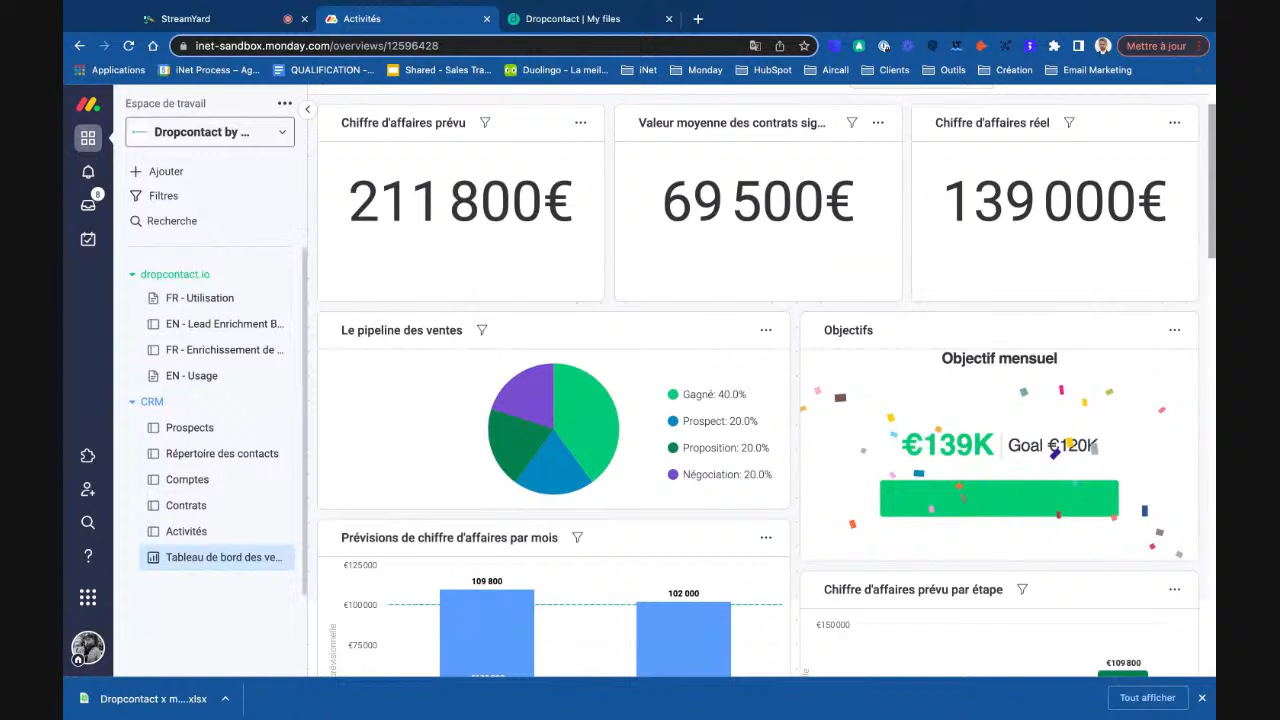 StreamYard
Activités
Dropcontact | My files
inet-sandbox.monday.com/overviews/12596428
Mettre à jour
Applications
iNet Process – Ag...
QUALIFICATION -...
Shared - Sales Tra...
Duolingo - La meil...
iNet
Monday
HubSpot
Aircall
Clients
Outils
Création
Email Marketing
Espace de travail
Dropcontact by ...
Ajouter
Filtres
8
Recherche
dropcontact.io
FR - Utilisation
EN - Lead Enrichment B...
FR - Enrichissement de ...
EN - Usage
CRM
Prospects
Répertoire des contacts
Comptes
Contrats
Activités
Tableau de bord des ve...
Chiffre d'affaires prévu
211 800€
Valeur moyenne des contrats sig...
69 500€
Chiffre d'affaires réel
139 000€
Le pipeline des ventes
Gagné: 40.0%
Prospect: 20.0%
Proposition: 20.0%
Négociation: 20.0%
Objectifs
Objectif mensuel
€139K
Goal €120K
Prévisions de chiffre d'affaires par mois
€125000
€100000
€75000
109 800
102 000
Chiffre d'affaires prévu par étape
€150000
€109 800
Dropcontact x m....xlsx
Tout afficher